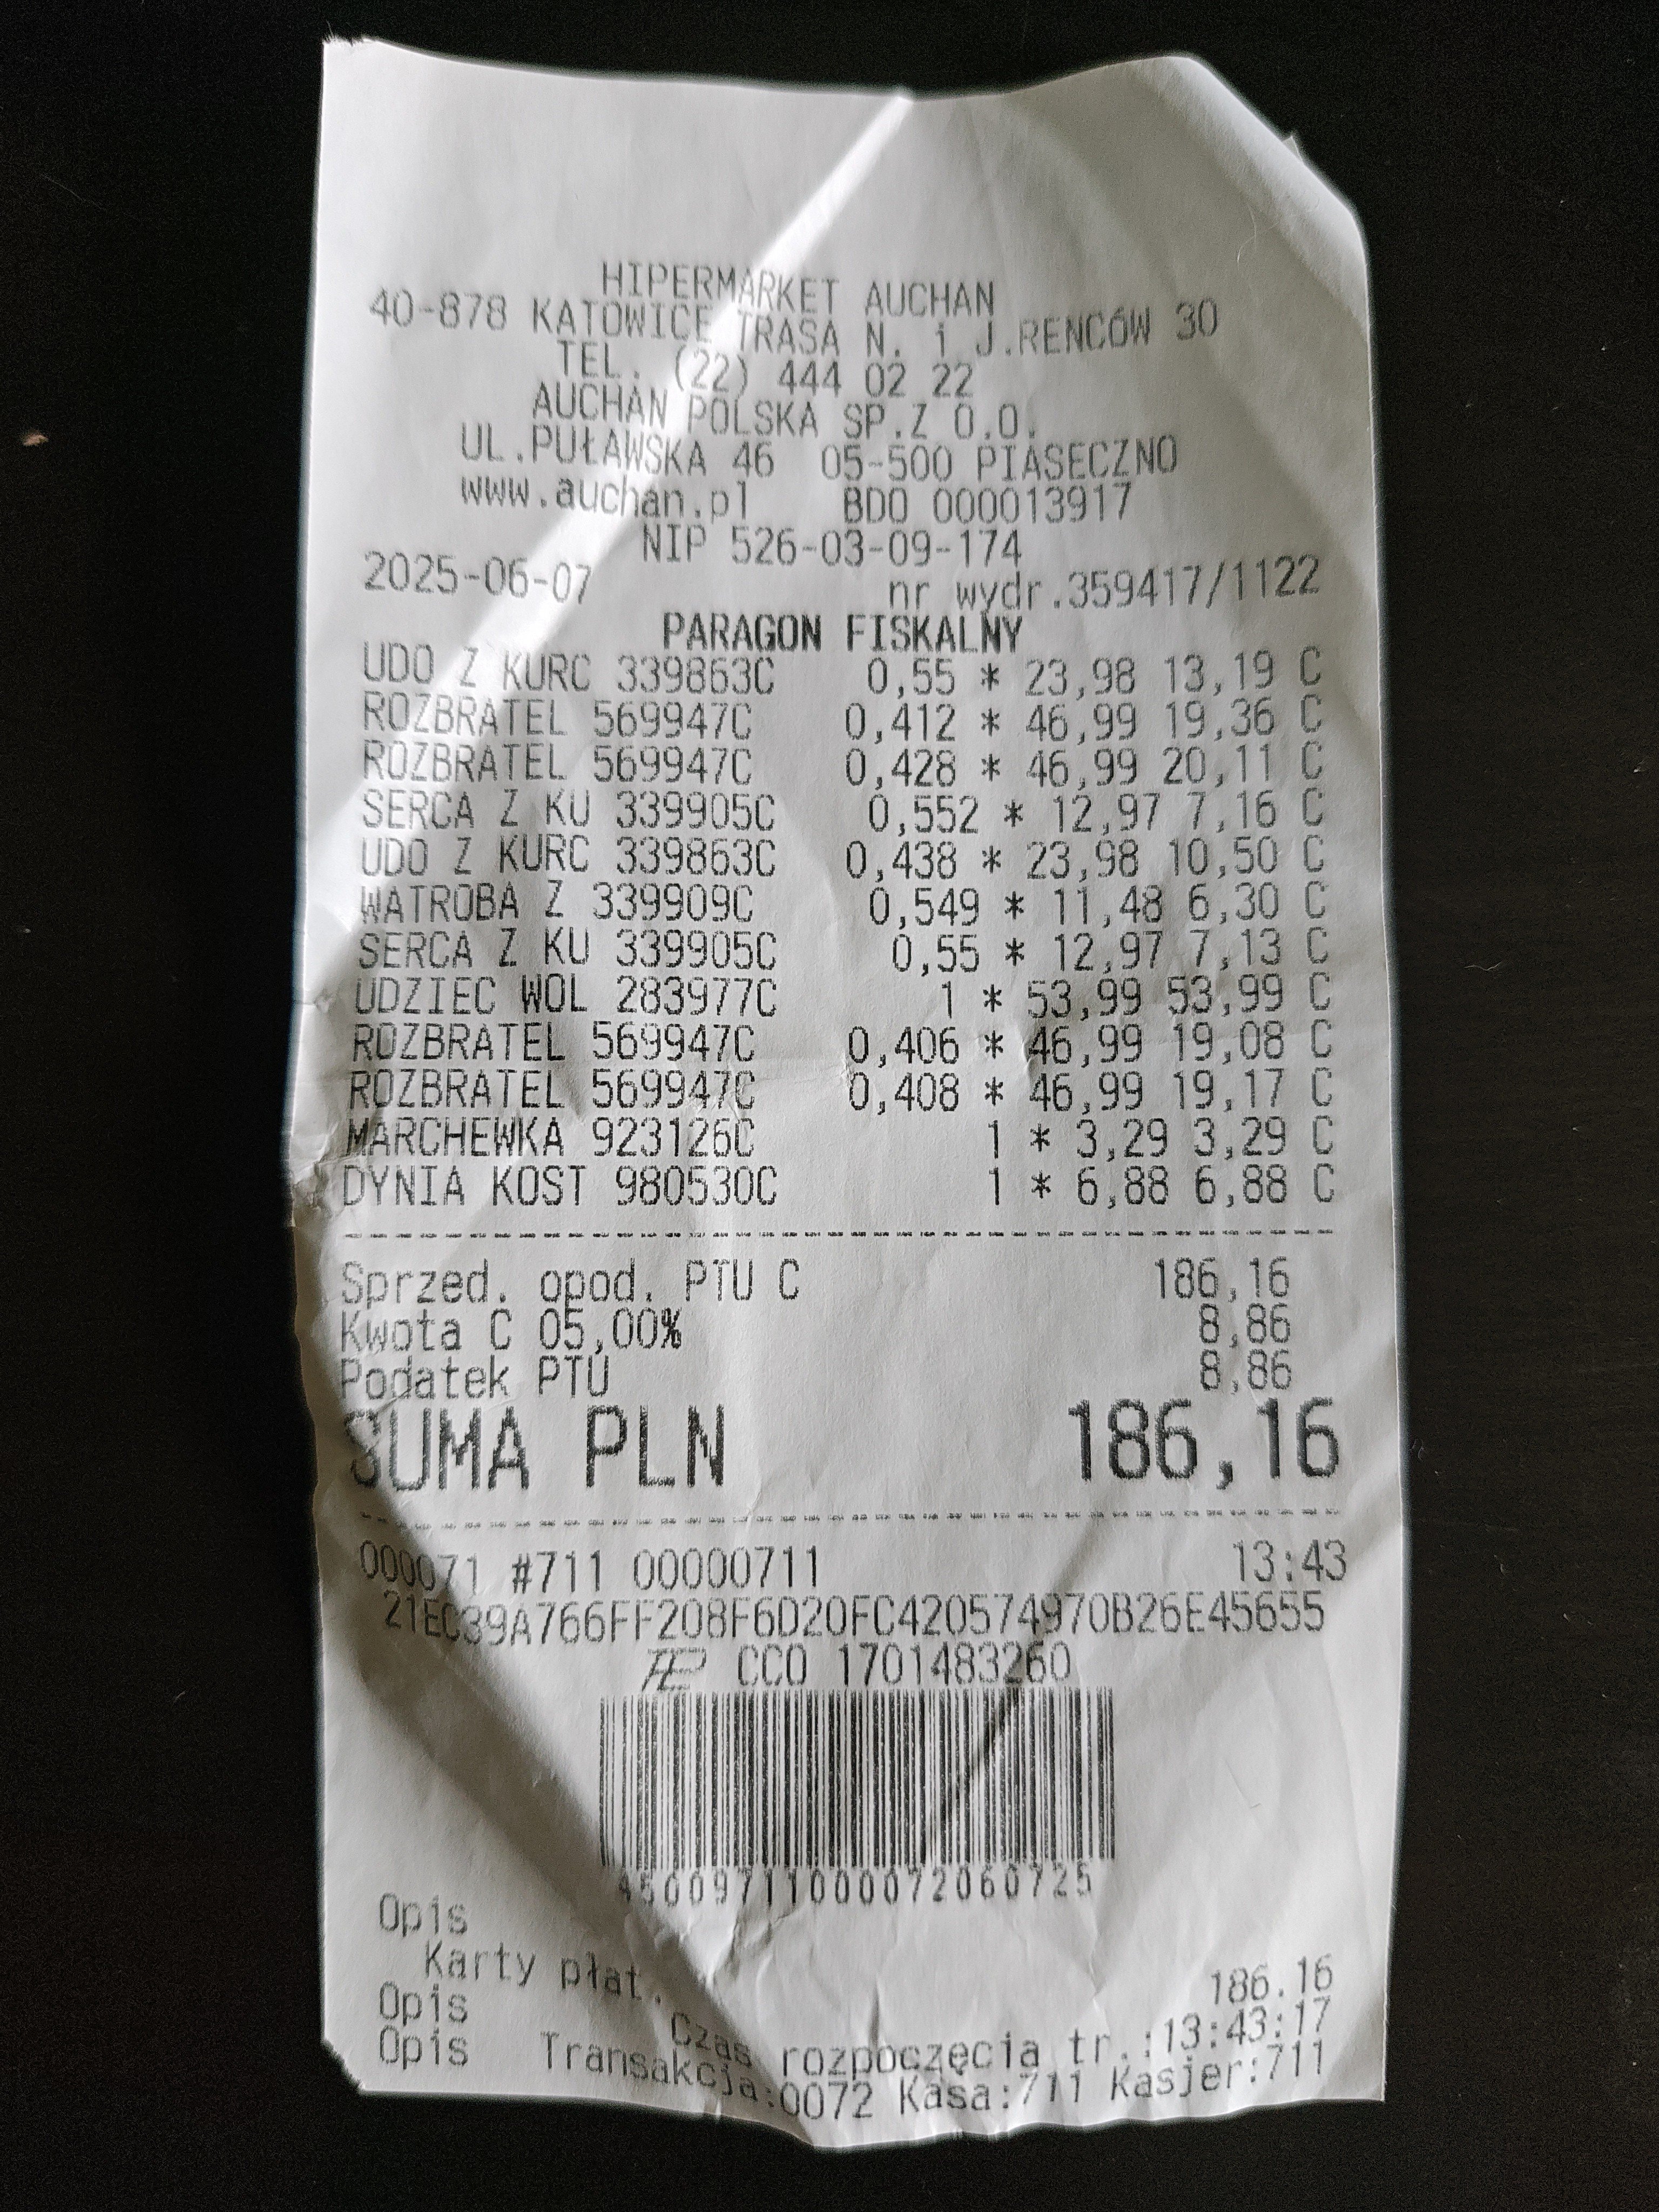 HIPERMARKET AUCHAN
40-878 KATOWICE TRASA N. i J.RENCÓW 30
TEL. (22) 444 02 22
AUCHAN POLSKA SP.Z O.O.
UL.PUŁAWSKA 46 05-500 PIASECZNO
www.auchan.pl BDO 000013917
NIP 526-03-09-174
2025-06-07 nr wydr.359417/1122
PARAGON FISKALNY
UDO Z KURC 339863C 0,55 * 23,98 13,19 C
ROZBRATEL 569947C 0,412 * 46,99 19,36 C
ROZBRATEL 569947C 0,428 * 46,99 20,11 C
SERCA Z KU 339905C 0,552 * 12,97 7,16 C
UDO Z KURC 339863C 0,438 * 23,98 10,50 C
WATROBA Z 339909C 0,549 * 11,48 6,30 C
SERCA Z KU 339905C 0,55 * 12,97 7,13 C
UDZIEC WOL 283977C 1 * 53,99 53,99 C
ROZBRATEL 569947C 0,406 * 46,99 19,08 C
ROZBRATEL 569947C 0,408 * 46,99 19,17 C
MARCHEWKA 923126C 1 * 3,29 3,29 C
DYNIA KOST 980530C 1 * 6,88 6,88 C
Sprzed. opod. PTU C 186,16
Kwota C 05,00% 8,86
Podatek PTU 8,86
SUMA PLN 186,16
000071 #711 00000711 13:43
21EC39A766FF208F6D20FC420574970B26E45655
CCO 1701483260
4500971100007206072​5
Opis
Karty płat. 186.16
Opis
Czas rozpoczęcia tr.:13:43:17
Opis Transakcja:0072 Kasa:711 Kasjer:711